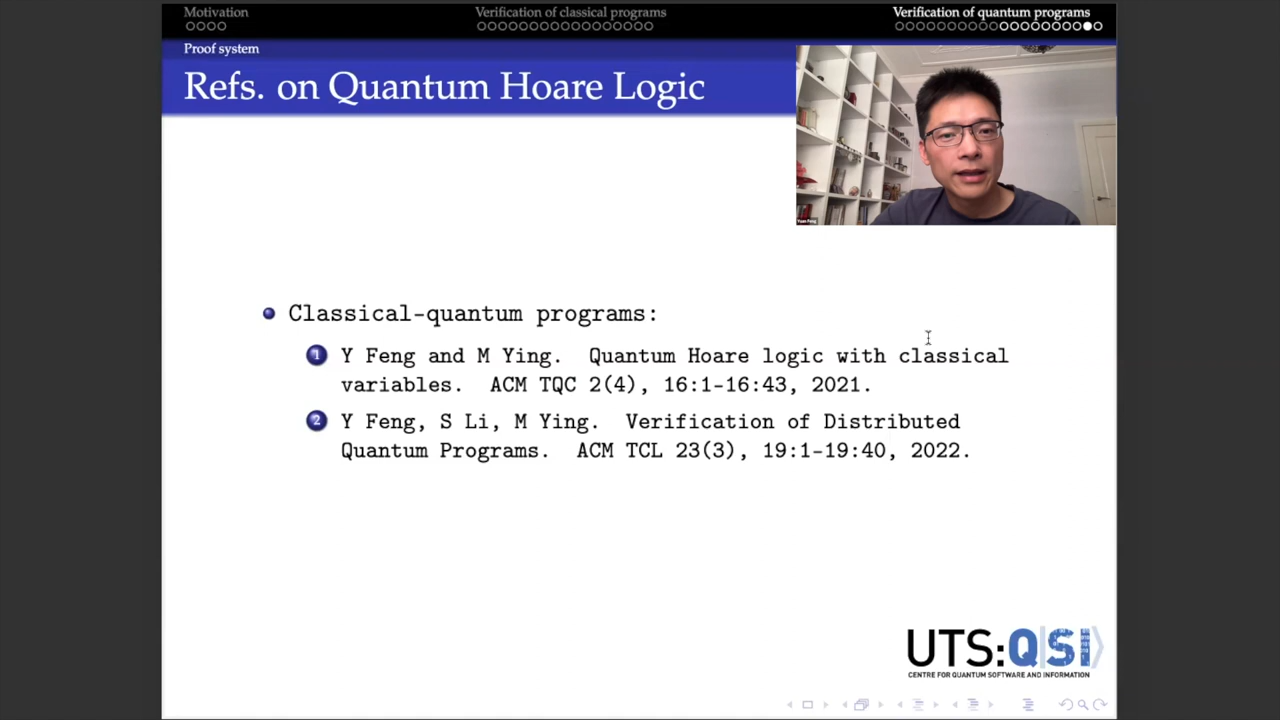 Motivation
Verification of classical programs
Verification of quantum programs
Proof system
Refs. on Quantum Hoare Logic
Yuan Feng
Classical-quantum programs:
1 Y Feng and M Ying. Quantum Hoare logic with classical
variables. ACM TQC 2(4), 16:1-16:43, 2021.
2 Y Feng, S Li, M Ying. Verification of Distributed
Quantum Programs. ACM TCL 23(3), 19:1-19:40, 2022.
UTS:Q|SI⟩
CENTRE FOR QUANTUM SOFTWARE AND INFORMATION